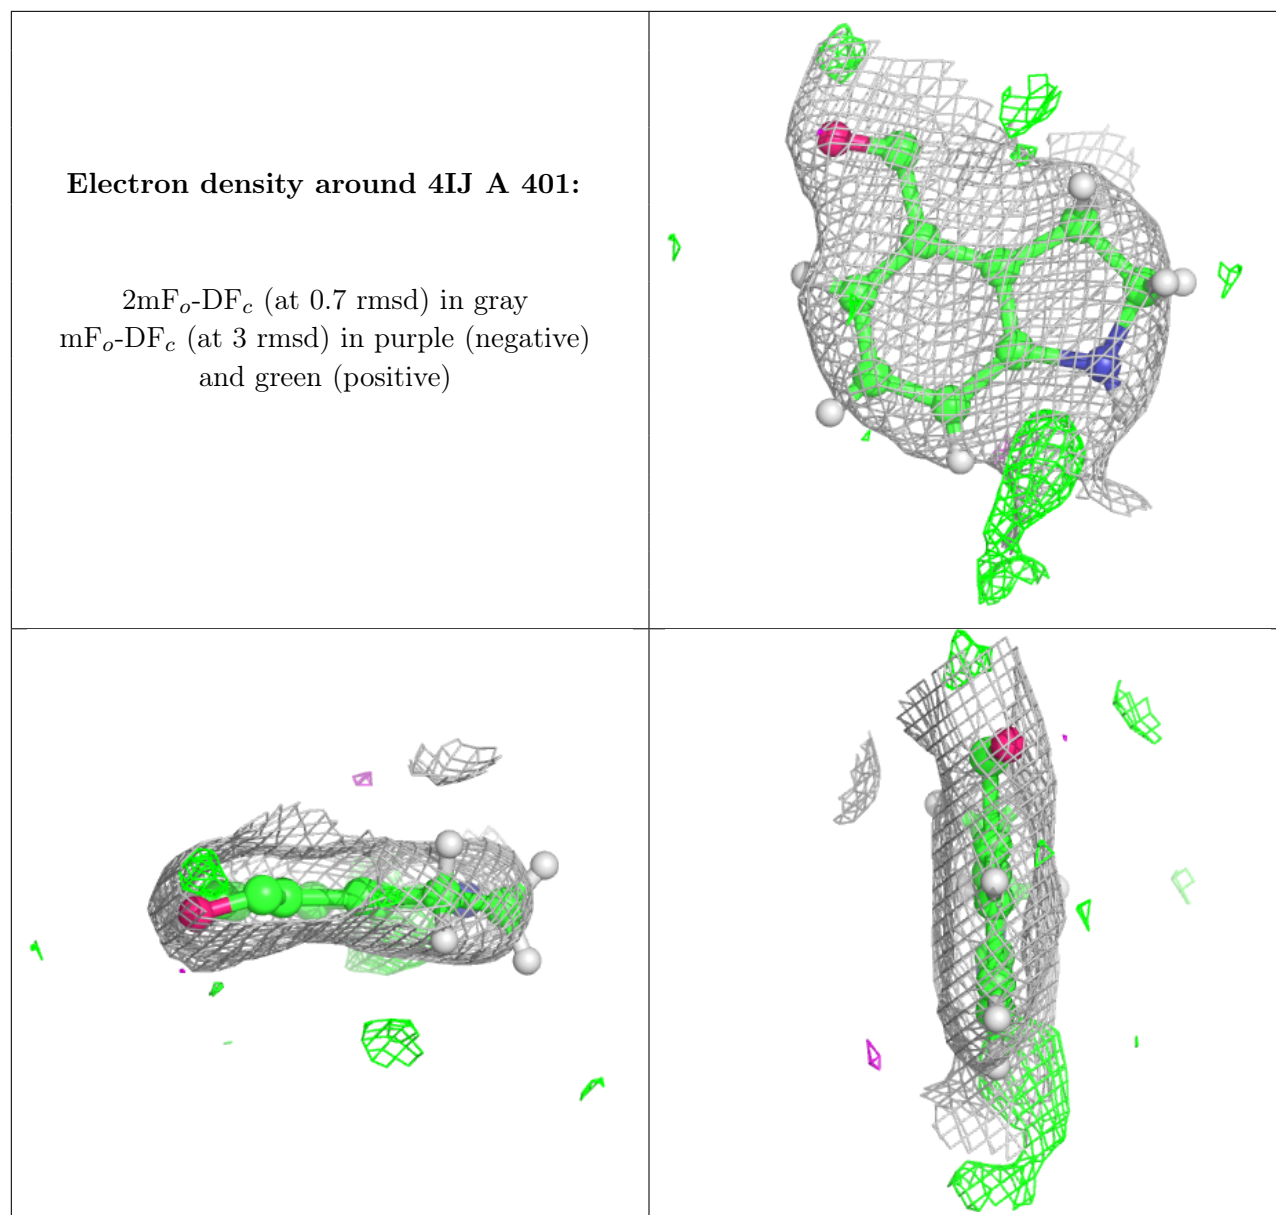 Electron density around 4IJ A 401:
2mFo-DFc (at 0.7 rmsd) in gray
mFo-DFc (at 3 rmsd) in purple (negative)
and green (positive)